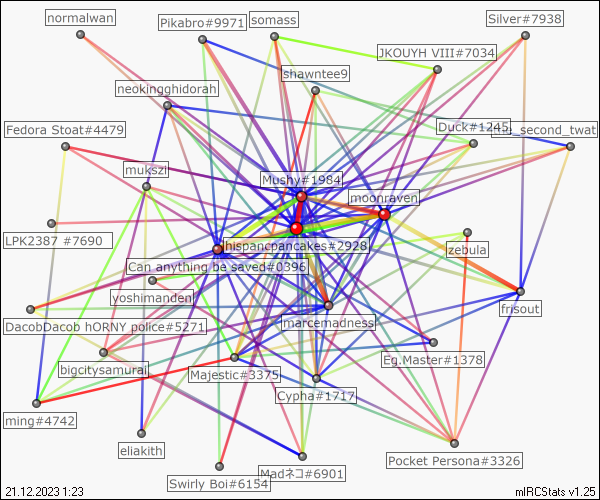 normalwan
Pikabro#9971
somass
Silver#7938
JKOUYH VIII#7034
shawntee9
neokingghidorah
Fedora Stoat#4479
Duck#1245
_second_twat
mukszi
Mushy#1984
moonraven
LPK2387 #7690
hispancpancakes#2928
zebula
Can anything be saved#0396
yoshimandenl
frisout
DacobDacob hORNY police#5271
marcemadness
Eg.Master#1378
bigcitysamurai
Majestic#3375
Cypha#1717
ming#4742
eliakith
Pocket Persona#3326
Swirly Boi#6154
Madネコ#6901
21.12.2023 1:23
mIRCStats v1.25